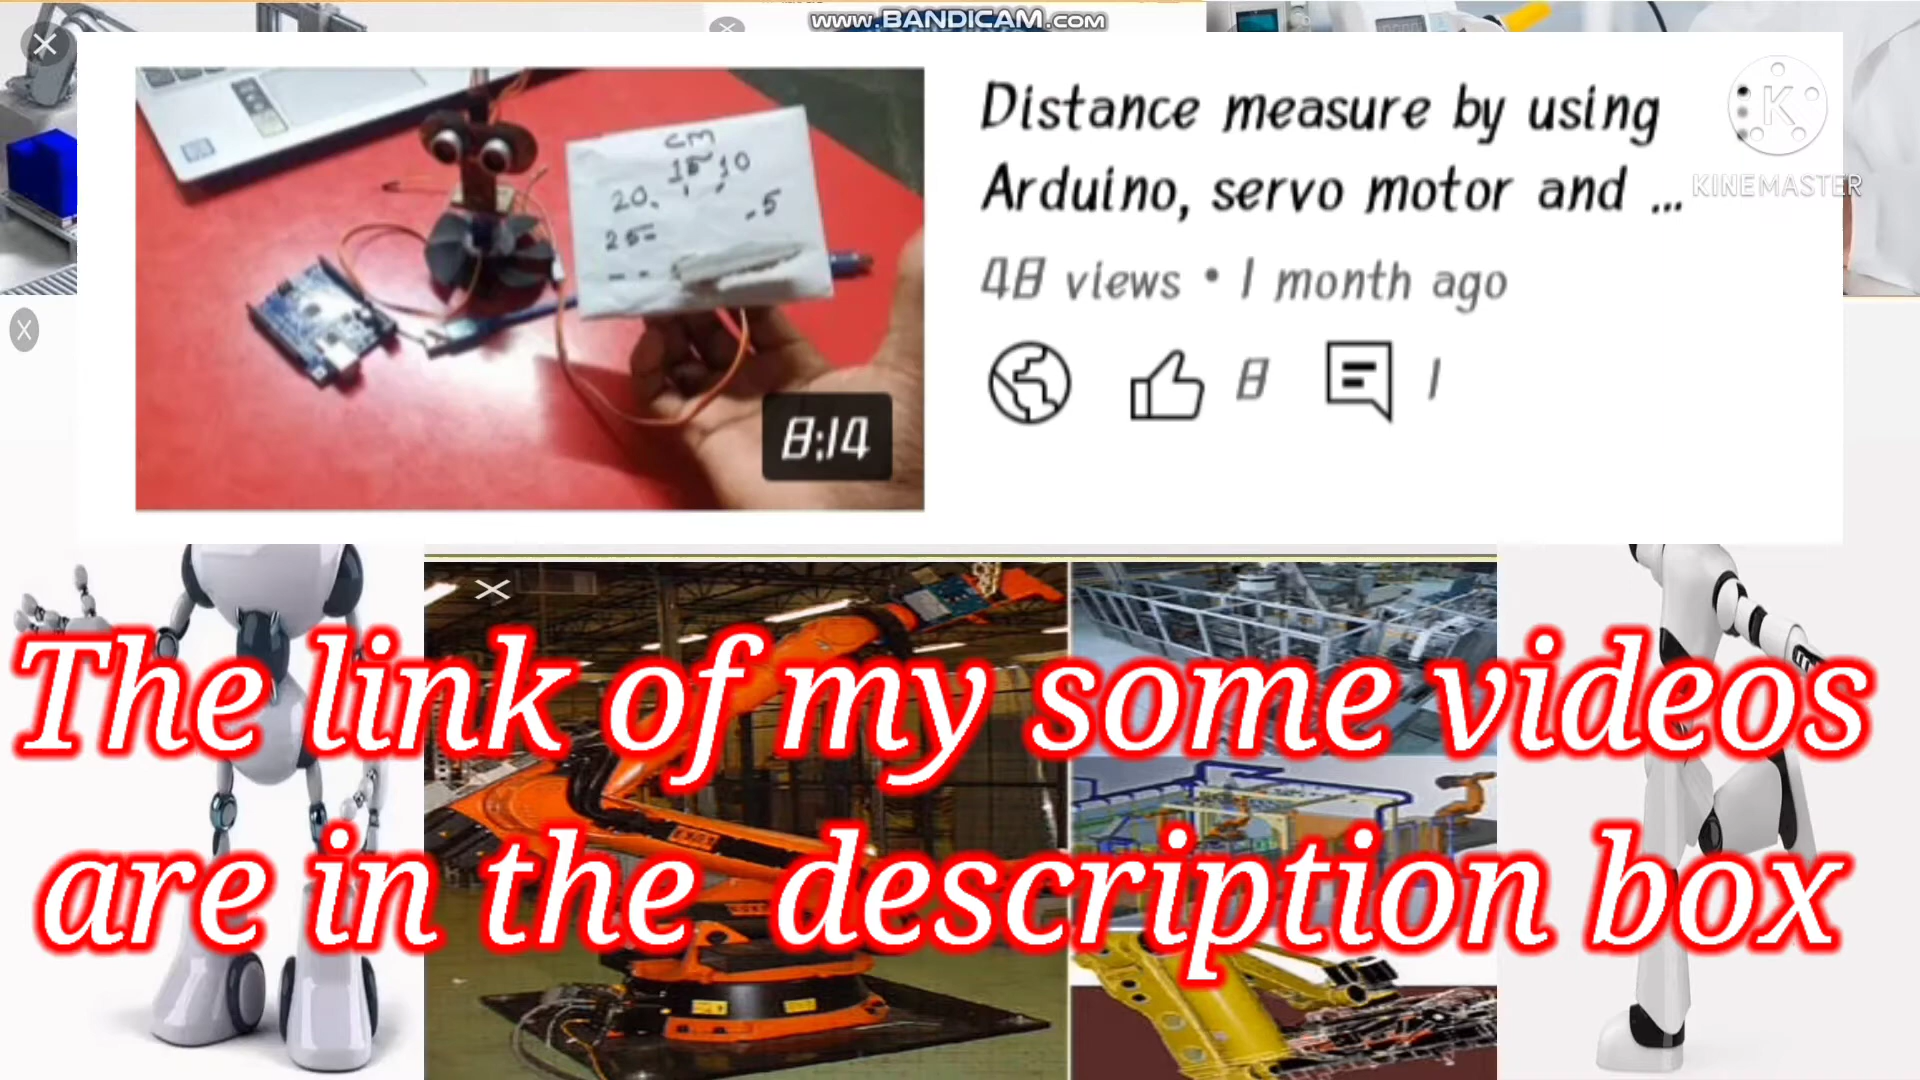 www.BANDICAM.com
Distance measure by using
Arduino, servo motor and ...
K
KINEMASTER
48 views • 1 month ago
8
1
cm
15, 10
20,
- 5
25-
8:14
The link of my some videos
are in the description box